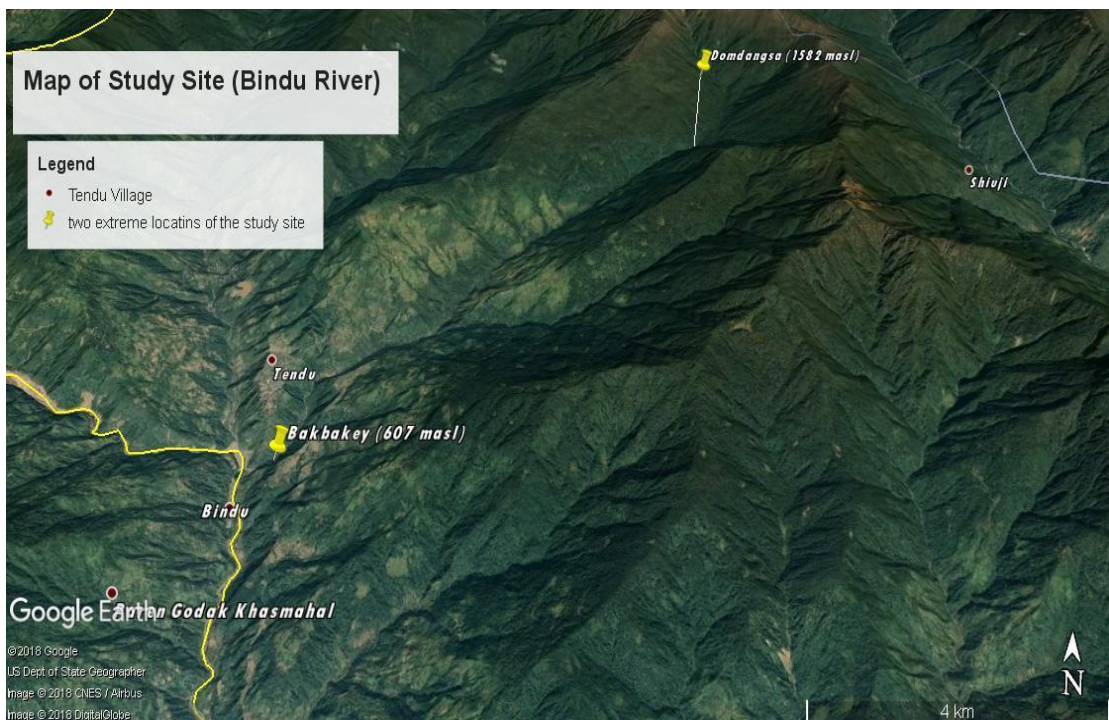 Map of Study Site (Bindu River)
Legend
Tendu Village
two extreme locatins of the study site
Domdangsa (1582 masl)
Shivji
Tendu
Bakbakey (607 masl)
Bindu
Godak Khasmahal
Google Earth
©2018 Google
US Dept of State Geographer
Image © 2018 CNES / Airbus
Image © 2018 DigitalGlobe
N
4 km